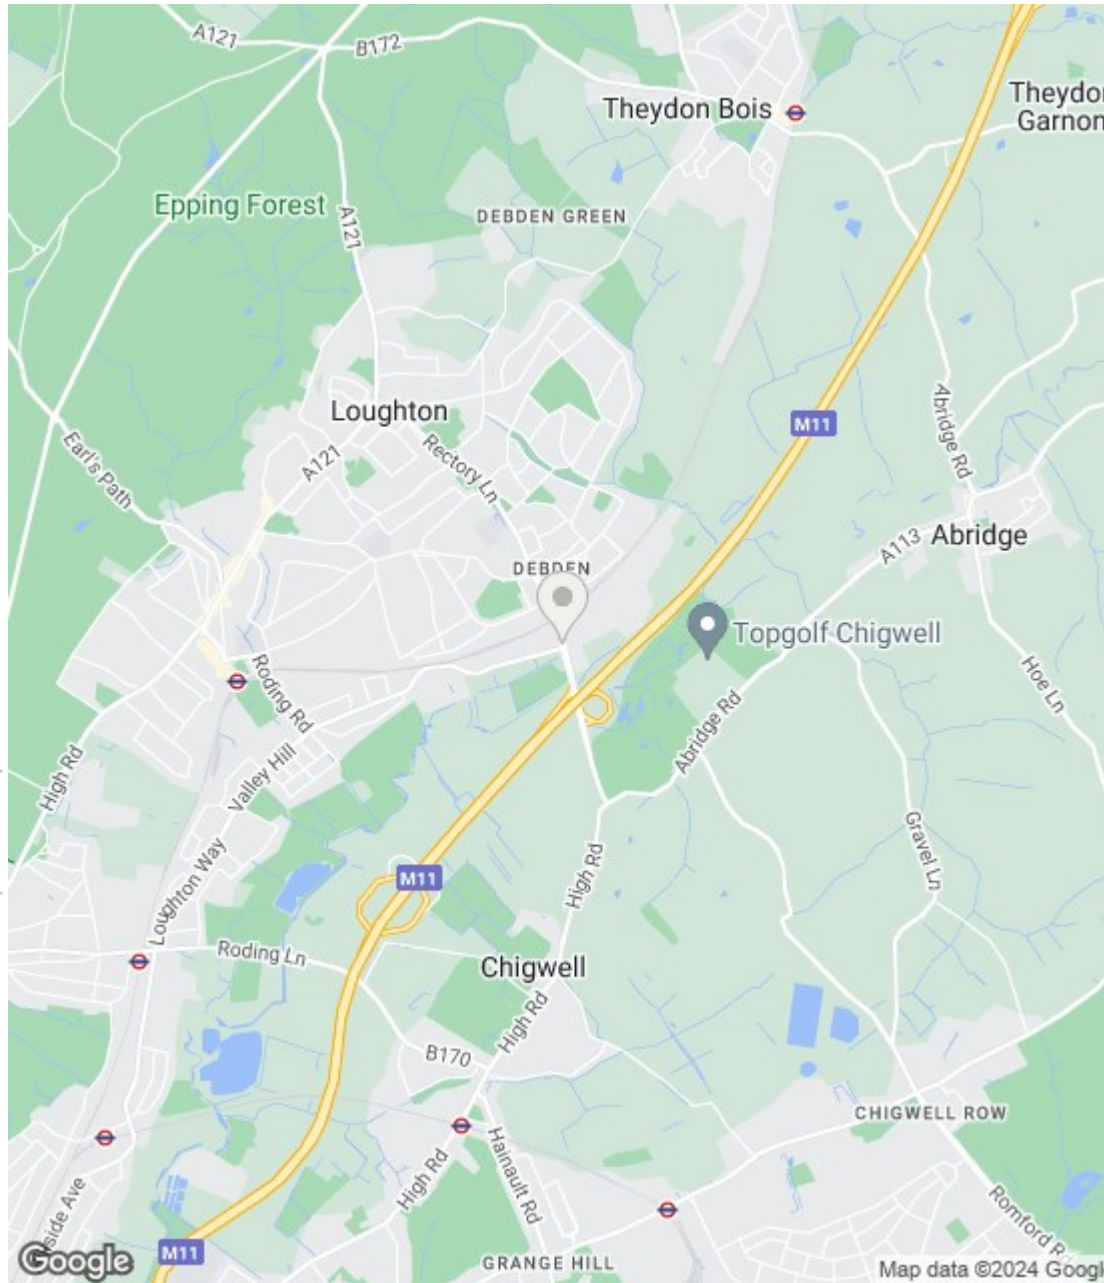 A121
B172
Theydon Bois
Theydo
Garnon
Epping Forest
A121
DEBDEN GREEN
Loughton
M11
Abridge Rd
Earl's Path
A121
Rectory Ln
A113
Abridge
DEBDEN
Topgolf Chigwell
Roding Rd
Hoe Ln
High Rd
Valley Hill
Abridge Rd
Loughton Way
M11
High Rd
Gravel Ln
Roding Ln
Chigwell
High Rd
B170
CHIGWELL ROW
Hainault Rd
High Rd
side Ave
Romford R
M11
GRANGE HILL
Google
Map data ©2024 Googl